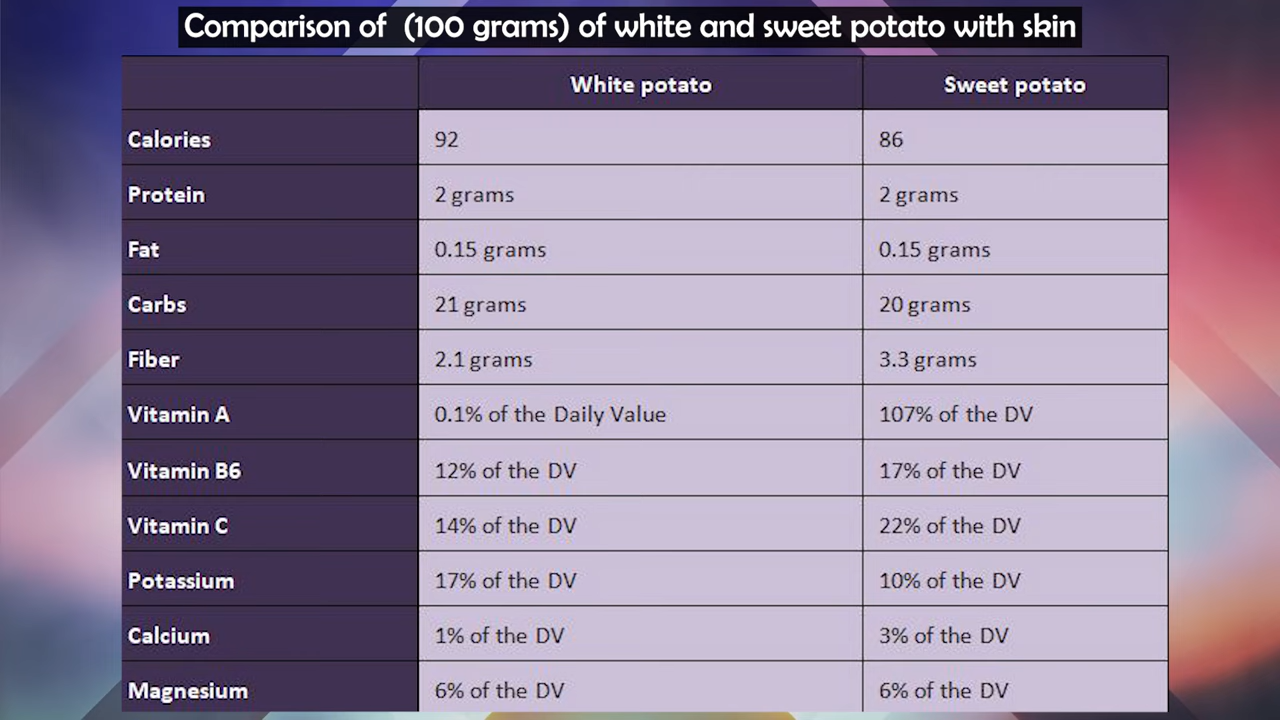 Comparison of (100 grams) of white and sweet potato with skin
White potato Sweet potato
Calories 92 86
Protein 2 grams 2 grams
Fat 0.15 grams 0.15 grams
Carbs 21 grams 20 grams
Fiber 2.1 grams 3.3 grams
Vitamin A 0.1% of the Daily Value 107% of the DV
Vitamin B6 12% of the DV 17% of the DV
Vitamin C 14% of the DV 22% of the DV
Potassium 17% of the DV 10% of the DV
Calcium 1% of the DV 3% of the DV
Magnesium 6% of the DV 6% of the DV